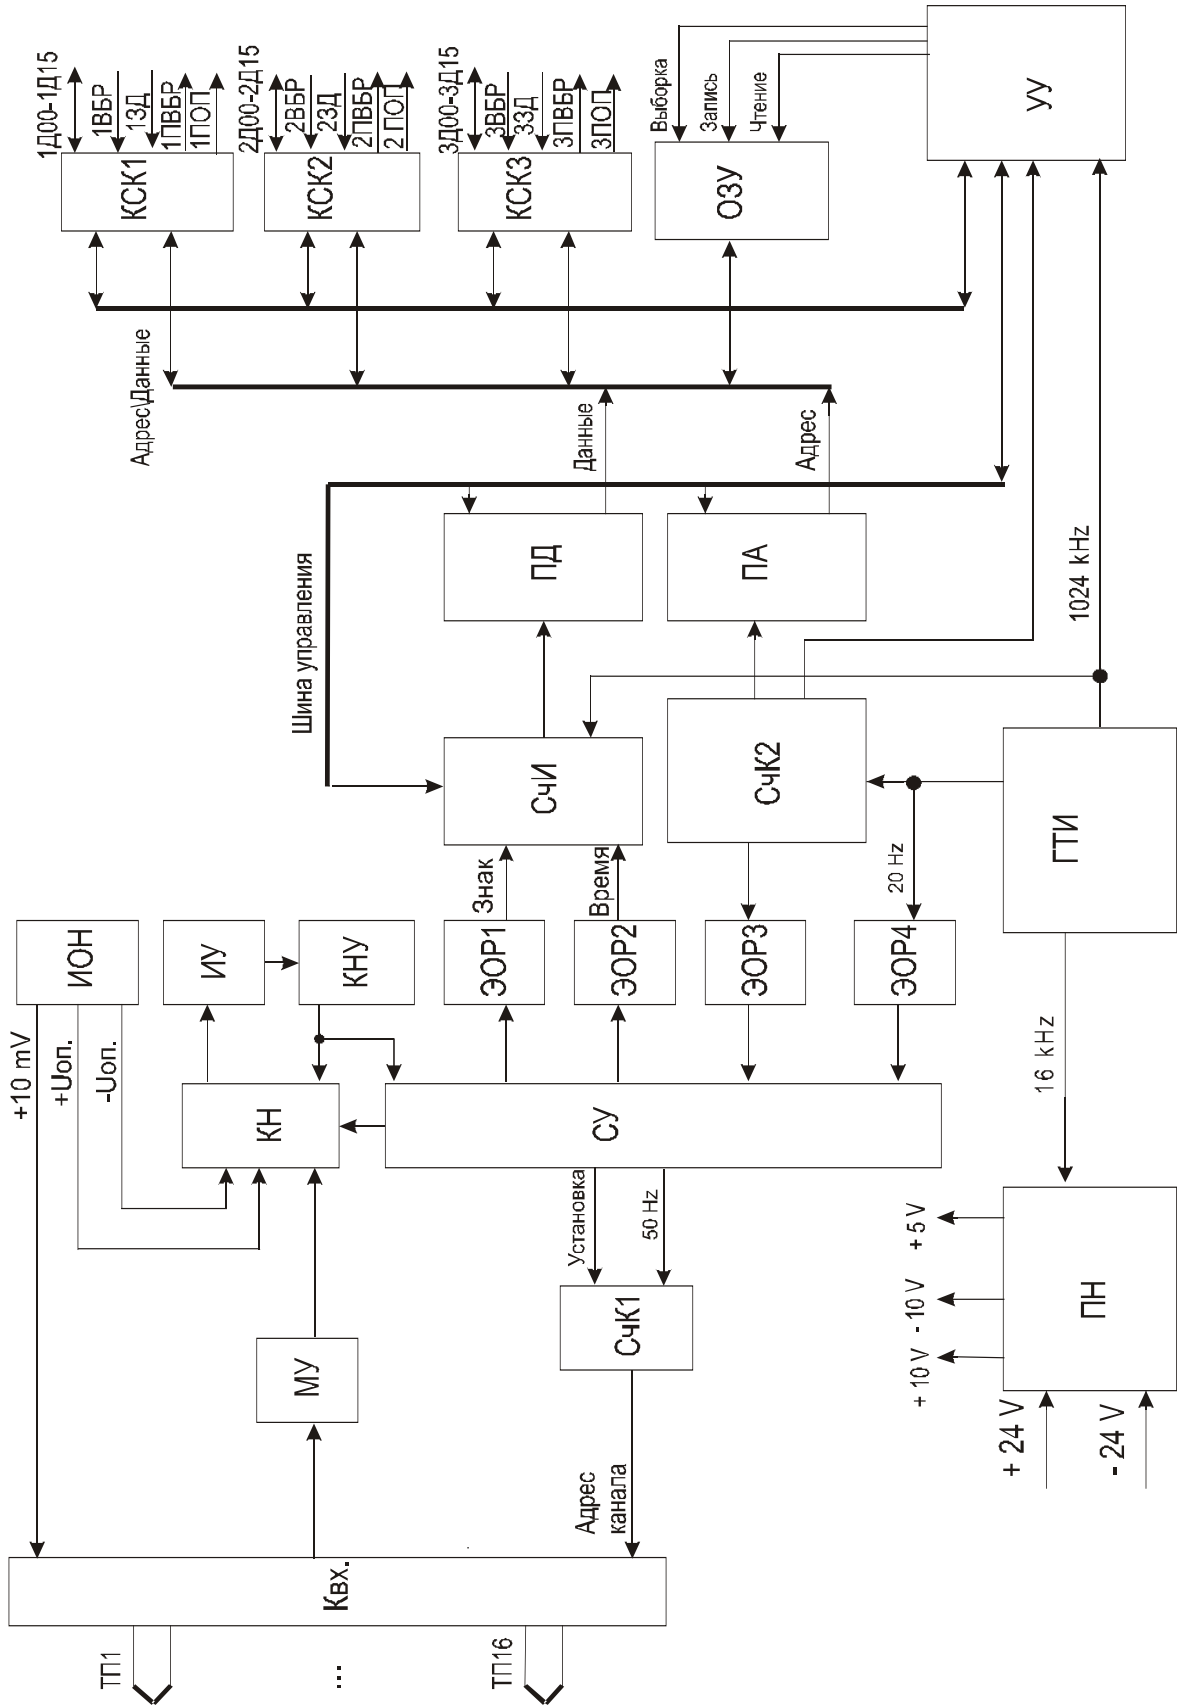 ТП1
...
ТП16
Квх.
+10 mV
+Uоп.
-Uоп.
ИОН
ИУ
КНУ
КН
МУ
СУ
Установка
50 Hz
СчК1
Адрес
канала
ЭОР1
ЭОР2
ЭОР3
ЭОР4
Знак
Время
20 Hz
СчИ
СчК2
ГТИ
16 kHz
1024 kHz
ПН
+ 5 V
- 10 V
+ 10 V
+ 24 V
- 24 V
Шина управления
ПД
ПА
Данные
Адрес
Адрес\Данные
КСК1
1Д00-1Д15
1ВБР
1ЗД
1ПВБР
1ПОП
КСК2
2Д00-2Д15
2ВБР
2ЗД
2ПВБР
2 ПОП
КСК3
3Д00-3Д15
3ВБР
3ЗД
3ПВБР
3ПОП
ОЗУ
Выборка
Запись
Чтение
УУ